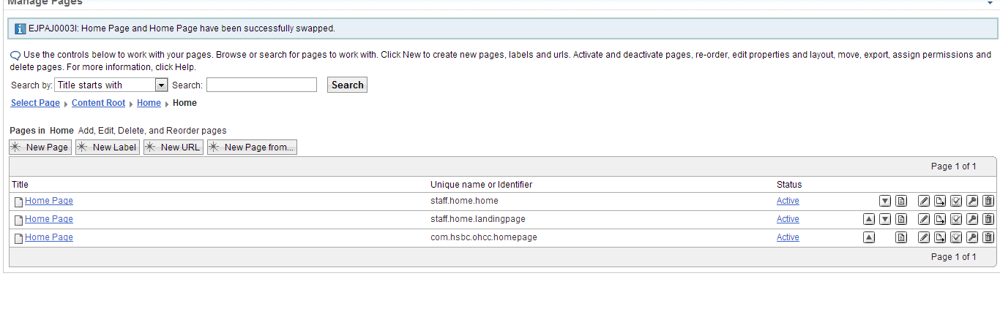 Manage Pages
EJPAJ0003I: Home Page and Home Page have been successfully swapped.
Use the controls below to work with your pages. Browse or search for pages to work with. Click New to create new pages, labels and urls. Activate and deactivate pages, re-order, edit properties and layout, move, export, assign permissions and
delete pages. For more information, click Help.
Search by: Title starts with Search: Search
Select Page Content Root Home Home
Pages in Home Add, Edit, Delete, and Reorder pages
New Page New Label New URL New Page from...
Page 1 of 1
Title Unique name or Identifier Status
Home Page staff.home.home Active
Home Page staff.home.landingpage Active
Home Page com.hsbc.ohcc.homepage Active
Page 1 of 1